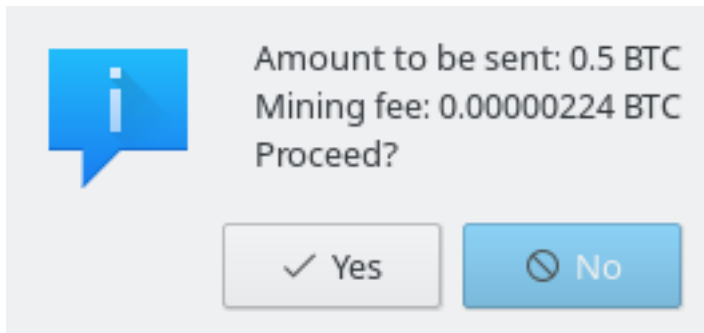 Amount to be sent: 0.5 BTC
Mining fee: 0.00000224 BTC
Proceed?
Yes
No